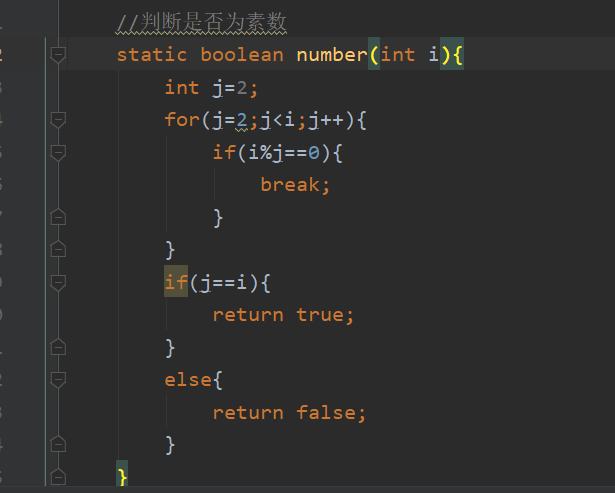 //判断是否为素数
static boolean number(int i){
int j=2;
for(j=2;j<i;j++){
if(i%j==0){
break;
}
}
if(j==i){
return true;
}
else{
return false;
}
}